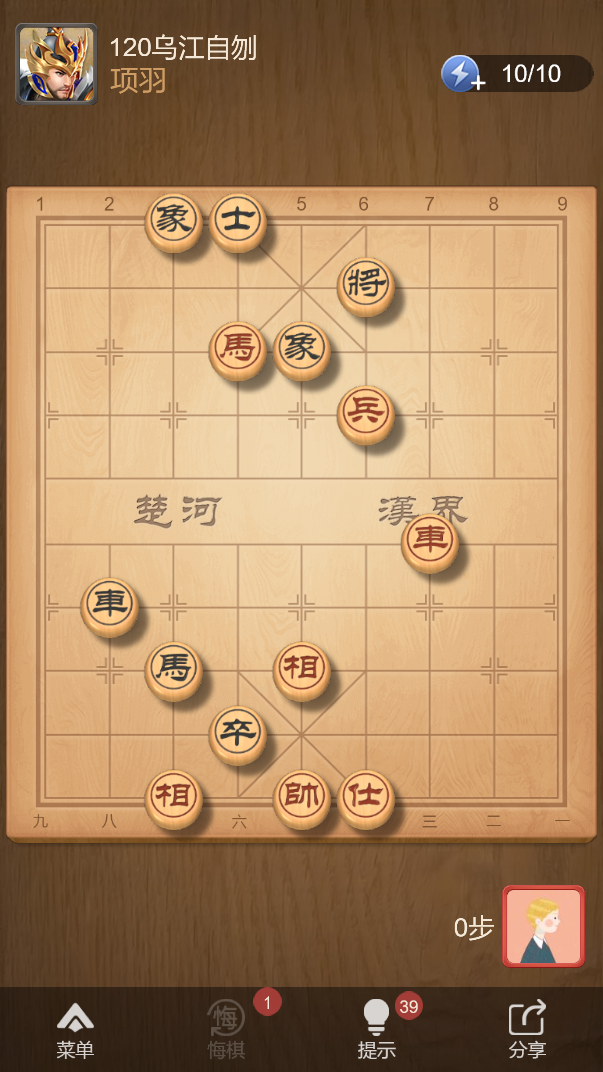 120乌江自刎
项羽
10/10
1 2 5 6 7 8 9
象 士
將
馬 象
兵
楚河 漢界
車
車
馬 相
卒
相 帥 仕
九 八 六 三 二 一
0步
1 39
菜单 悔棋 提示 分享
悔